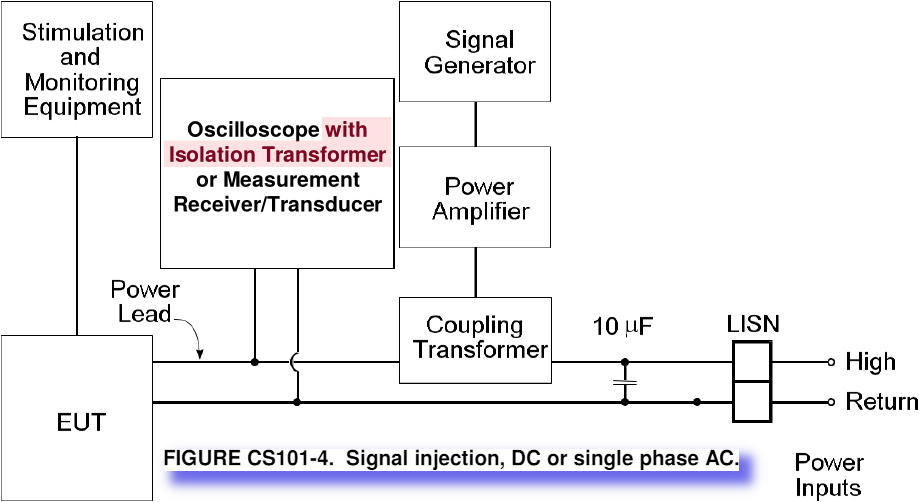 Stimulation
and
Monitoring
Equipment
Oscilloscope with
Isolation Transformer
or Measurement
Receiver/Transducer
Signal
Generator
Power
Amplifier
Power
Lead
Coupling
Transformer
10 µF
LISN
High
Return
EUT
FIGURE CS101-4. Signal injection, DC or single phase AC.
Power
Inputs